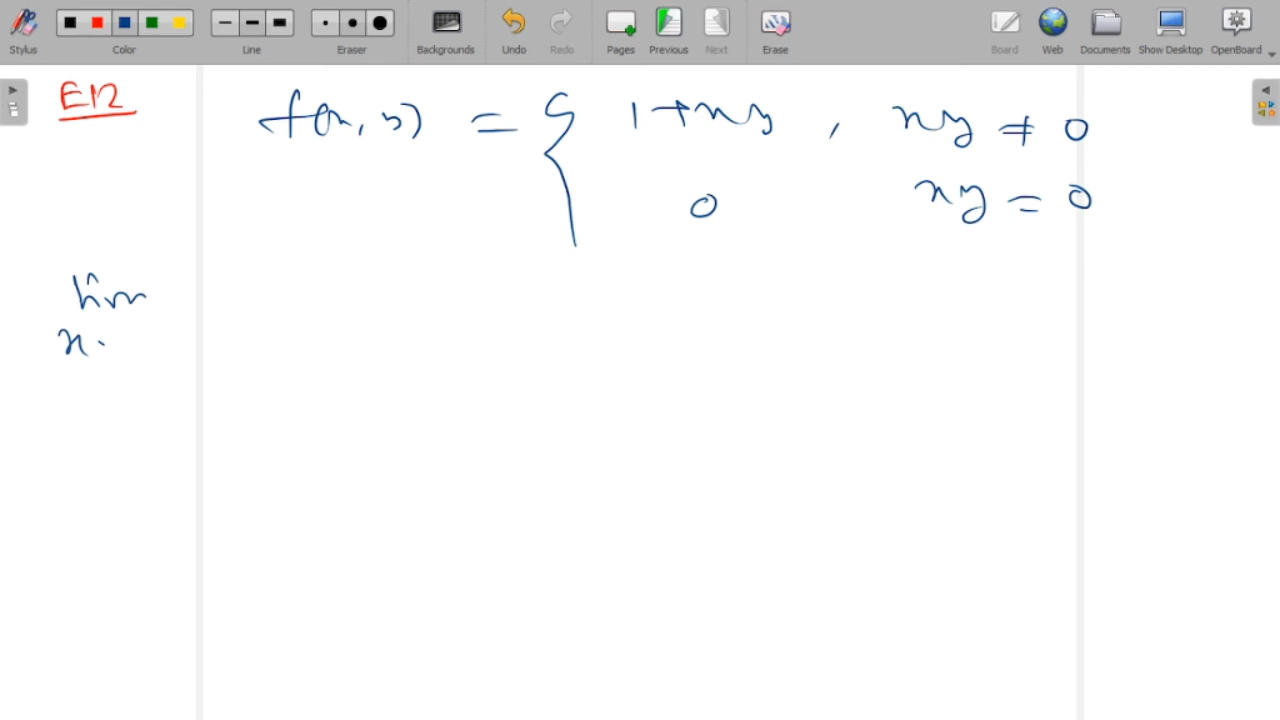 Stylus Color Line Eraser Backgrounds Undo Redo Pages Previous Next Erase Board Web Documents Show Desktop OpenBoard
E12
f(x, y) = { 1+xy , xy ≠ 0
0 xy = 0
lim
x